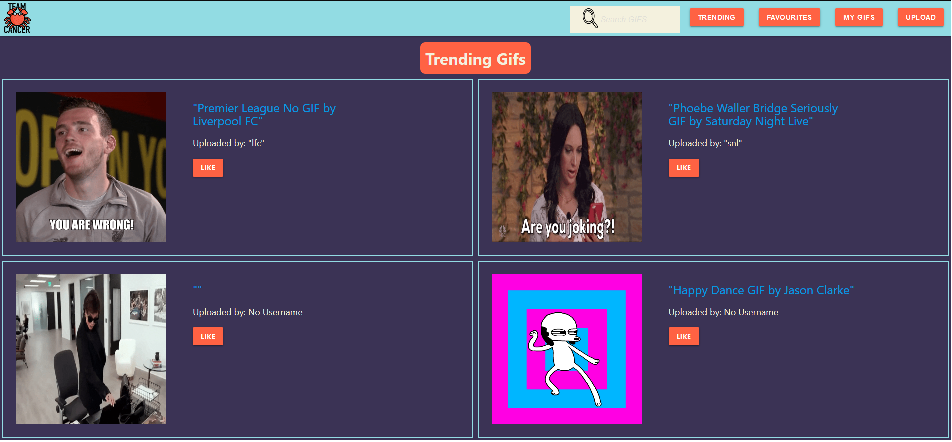 TEAM
CANCER
Search GIFS
TRENDING
FAVOURITES
MY GIFS
UPLOAD
Trending Gifs
YOU ARE WRONG!
"Premier League No GIF by
Liverpool FC"
Uploaded by: "lfc"
LIKE
Are you joking?!
"Phoebe Waller Bridge Seriously
GIF by Saturday Night Live"
Uploaded by: "snl"
LIKE
""
Uploaded by: No Username
LIKE
"Happy Dance GIF by Jason Clarke"
Uploaded by: No Username
LIKE